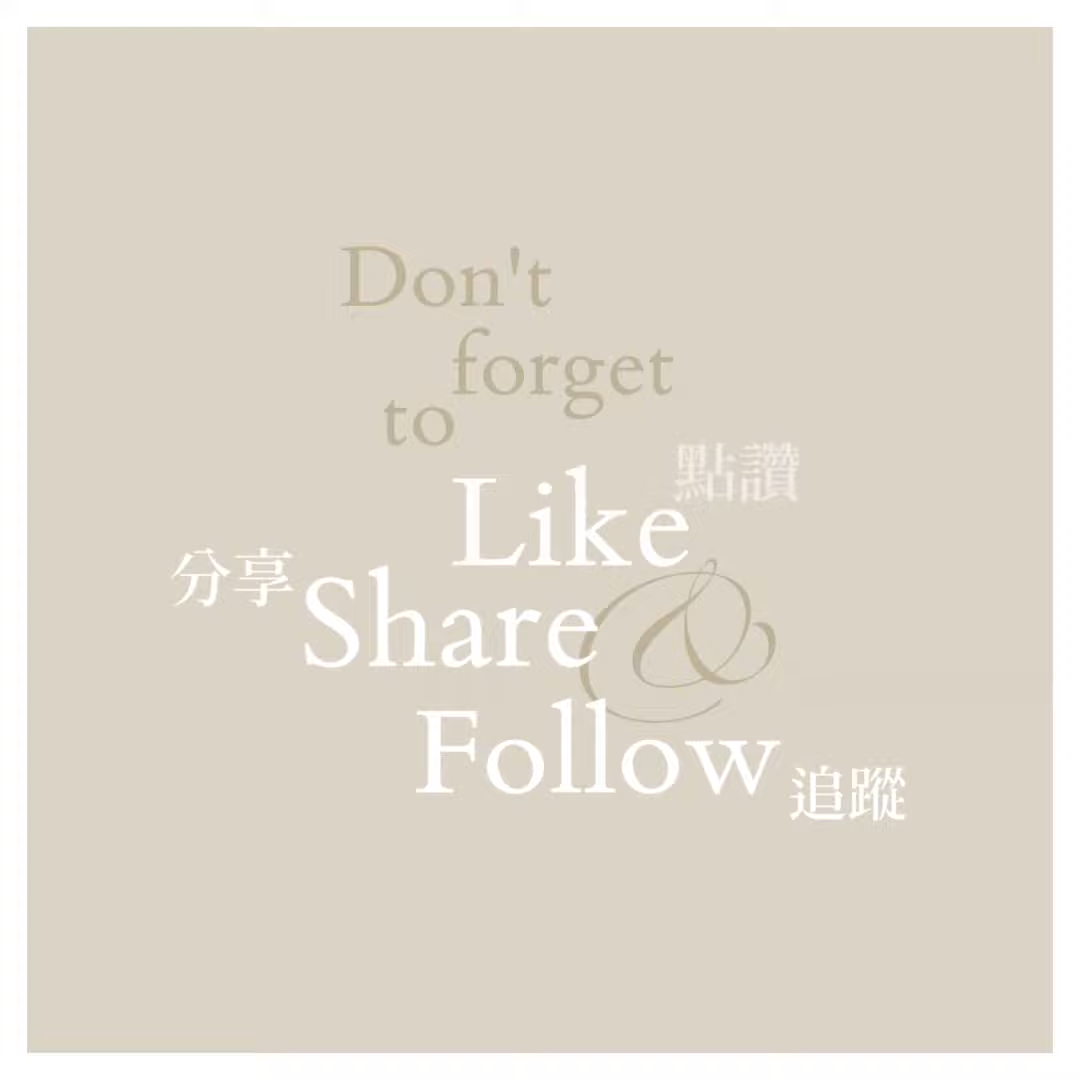 Don't
forget
to
點讚
Like
分享
Share &
Follow
追蹤